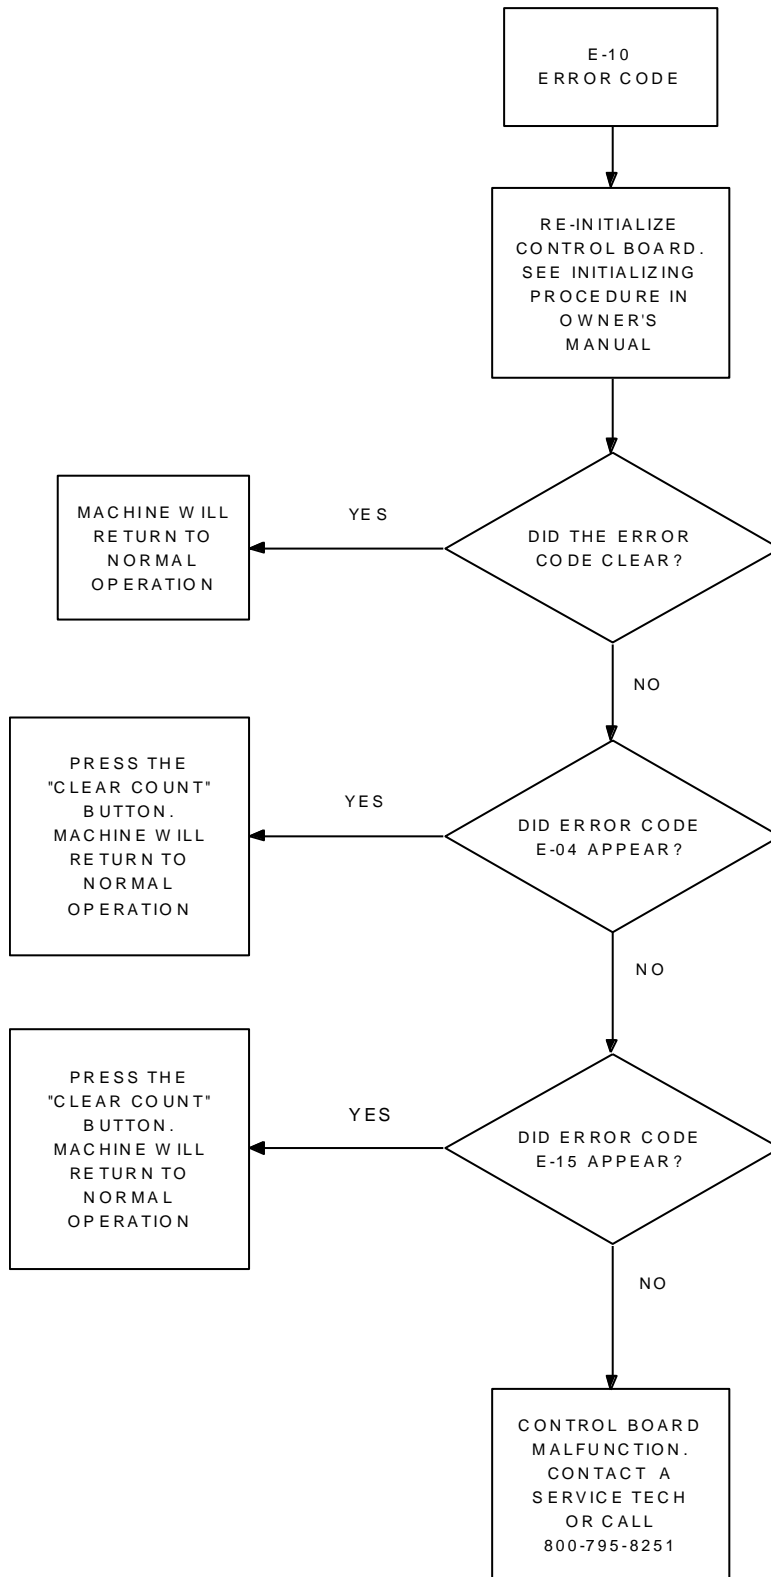 E-10
ERROR CODE
RE-INITIALIZE
CONTROL BOARD.
SEE INITIALIZING
PROCEDURE IN
OWNER'S
MANUAL
DID THE ERROR
CODE CLEAR?
YES
MACHINE WILL
RETURN TO
NORMAL
OPERATION
NO
DID ERROR CODE
E-04 APPEAR?
YES
PRESS THE
"CLEAR COUNT"
BUTTON.
MACHINE WILL
RETURN TO
NORMAL
OPERATION
NO
DID ERROR CODE
E-15 APPEAR?
YES
PRESS THE
"CLEAR COUNT"
BUTTON.
MACHINE WILL
RETURN TO
NORMAL
OPERATION
NO
CONTROL BOARD
MALFUNCTION.
CONTACT A
SERVICE TECH
OR CALL
800-795-8251